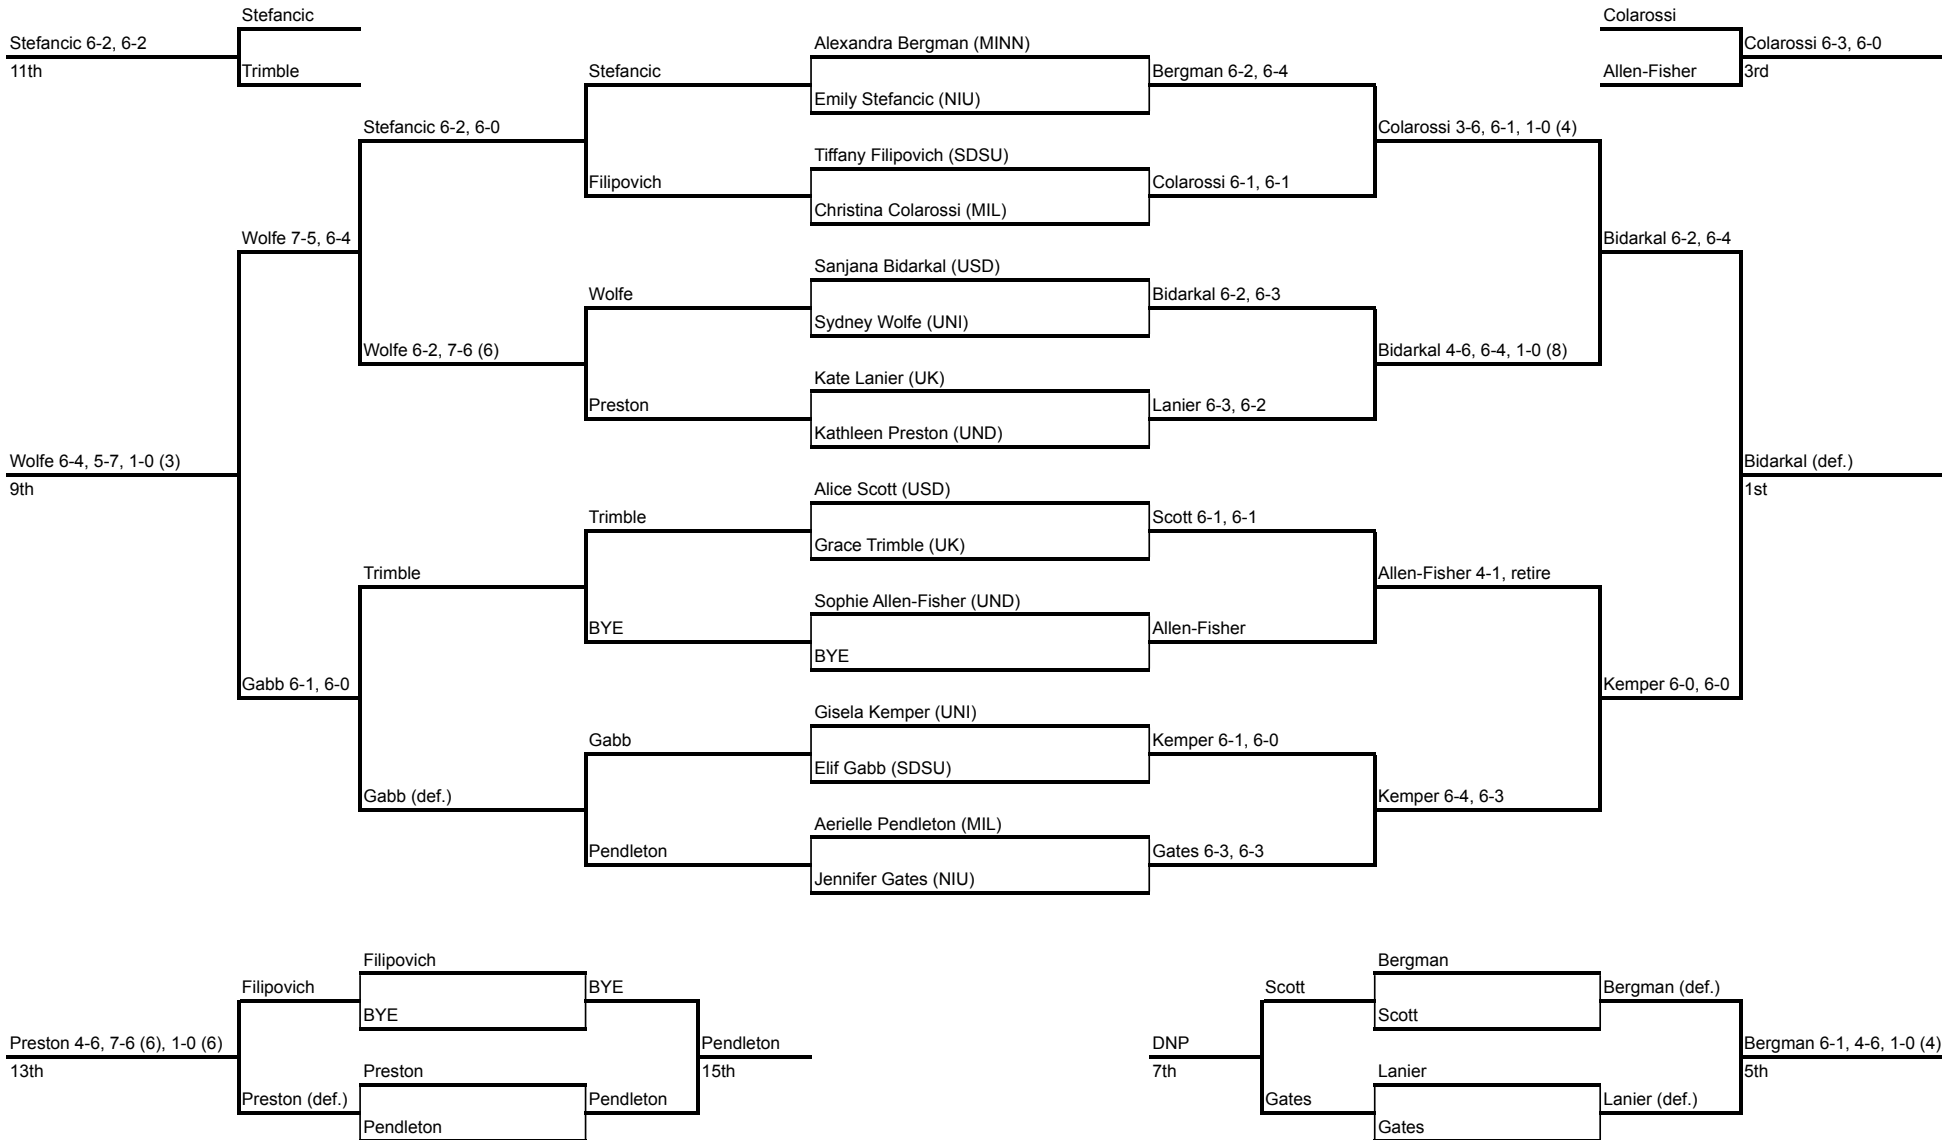 Stefancic
Stefancic 6-2, 6-2
11th
Trimble
Colarossi
Colarossi 6-3, 6-0
Allen-Fisher
3rd
Stefancic
Filipovich
Wolfe
Preston
Trimble
BYE
Gabb
Pendleton
Stefancic 6-2, 6-0
Wolfe 6-2, 7-6 (6)
Trimble
Gabb (def.)
Wolfe 7-5, 6-4
Gabb 6-1, 6-0
Wolfe 6-4, 5-7, 1-0 (3)
9th
Alexandra Bergman (MINN)
Emily Stefancic (NIU)
Tiffany Filipovich (SDSU)
Christina Colarossi (MIL)
Sanjana Bidarkal (USD)
Sydney Wolfe (UNI)
Kate Lanier (UK)
Kathleen Preston (UND)
Alice Scott (USD)
Grace Trimble (UK)
Sophie Allen-Fisher (UND)
BYE
Gisela Kemper (UNI)
Elif Gabb (SDSU)
Aerielle Pendleton (MIL)
Jennifer Gates (NIU)
Bergman 6-2, 6-4
Colarossi 6-1, 6-1
Bidarkal 6-2, 6-3
Lanier 6-3, 6-2
Scott 6-1, 6-1
Allen-Fisher
Kemper 6-1, 6-0
Gates 6-3, 6-3
Colarossi 3-6, 6-1, 1-0 (4)
Bidarkal 4-6, 6-4, 1-0 (8)
Allen-Fisher 4-1, retire
Kemper 6-4, 6-3
Bidarkal 6-2, 6-4
Kemper 6-0, 6-0
Bidarkal (def.)
1st
Filipovich
Filipovich
BYE
BYE
Preston 4-6, 7-6 (6), 1-0 (6)
13th
Pendleton
15th
Preston
Preston (def.)
Pendleton
Pendleton
Bergman
Scott
Bergman (def.)
Scott
DNP
7th
Bergman 6-1, 4-6, 1-0 (4)
5th
Lanier
Gates
Lanier (def.)
Gates